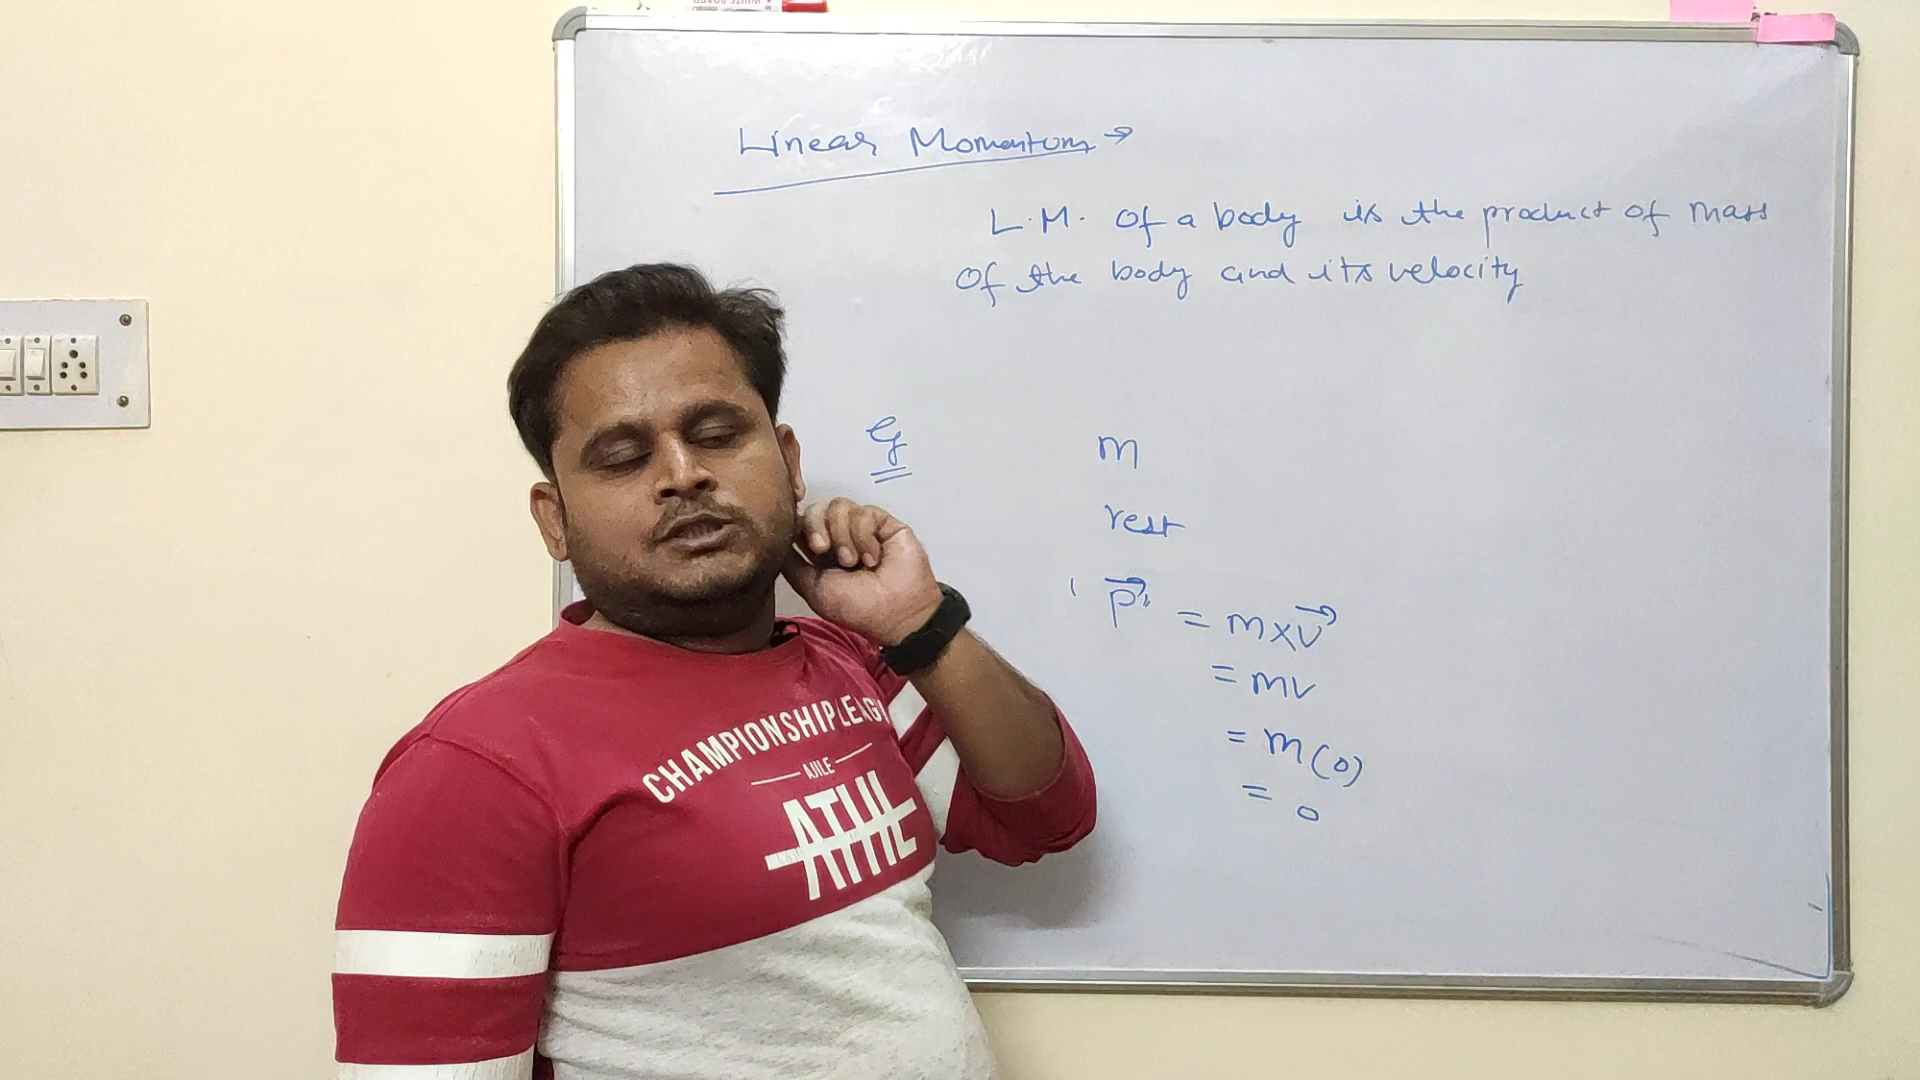 Linear Momentum →
L.M. of a body is the product of mass
of the body and its velocity
Eg
m
rest
' P⃗ ' = m×v⃗
= mv
= m(0)
= 0
CHAMPIONSHIP LEAGU
ATHL